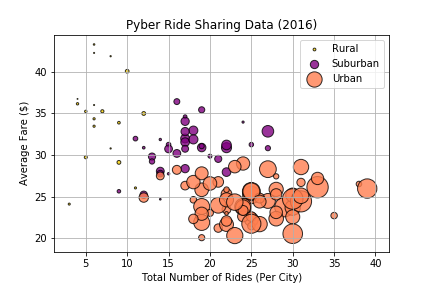 Pyber Ride Sharing Data (2016)
Rural
Suburban
Urban
40
35
30
25
20
Average Fare ($)
5 10 15 20 25 30 35 40
Total Number of Rides (Per City)